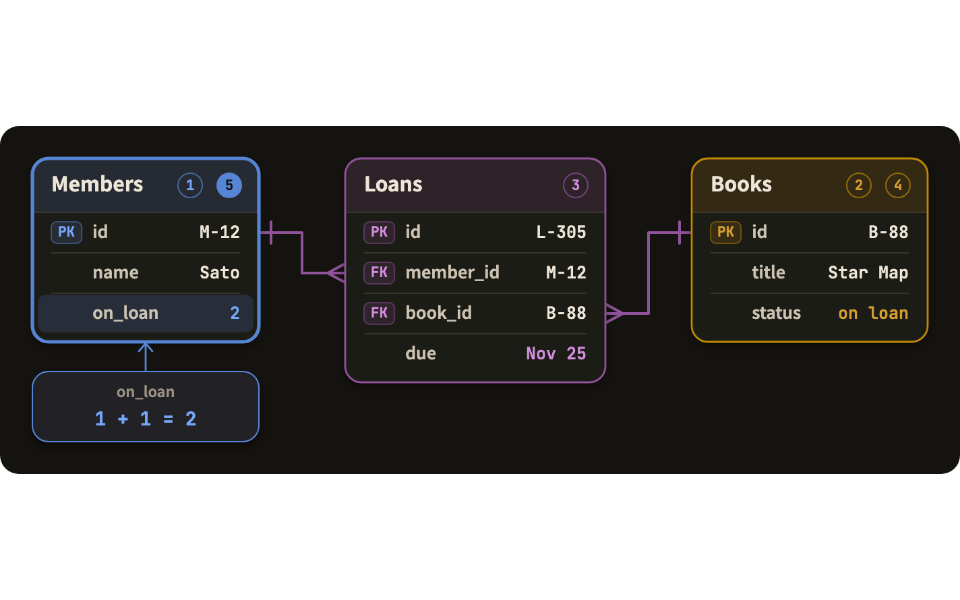 Members 1 5
PK id M-12
name Sato
on_loan 2
on_loan
1 + 1 = 2
Loans 3
PK id L-305
FK member_id M-12
FK book_id B-88
due Nov 25
Books 2 4
PK id B-88
title Star Map
status on loan